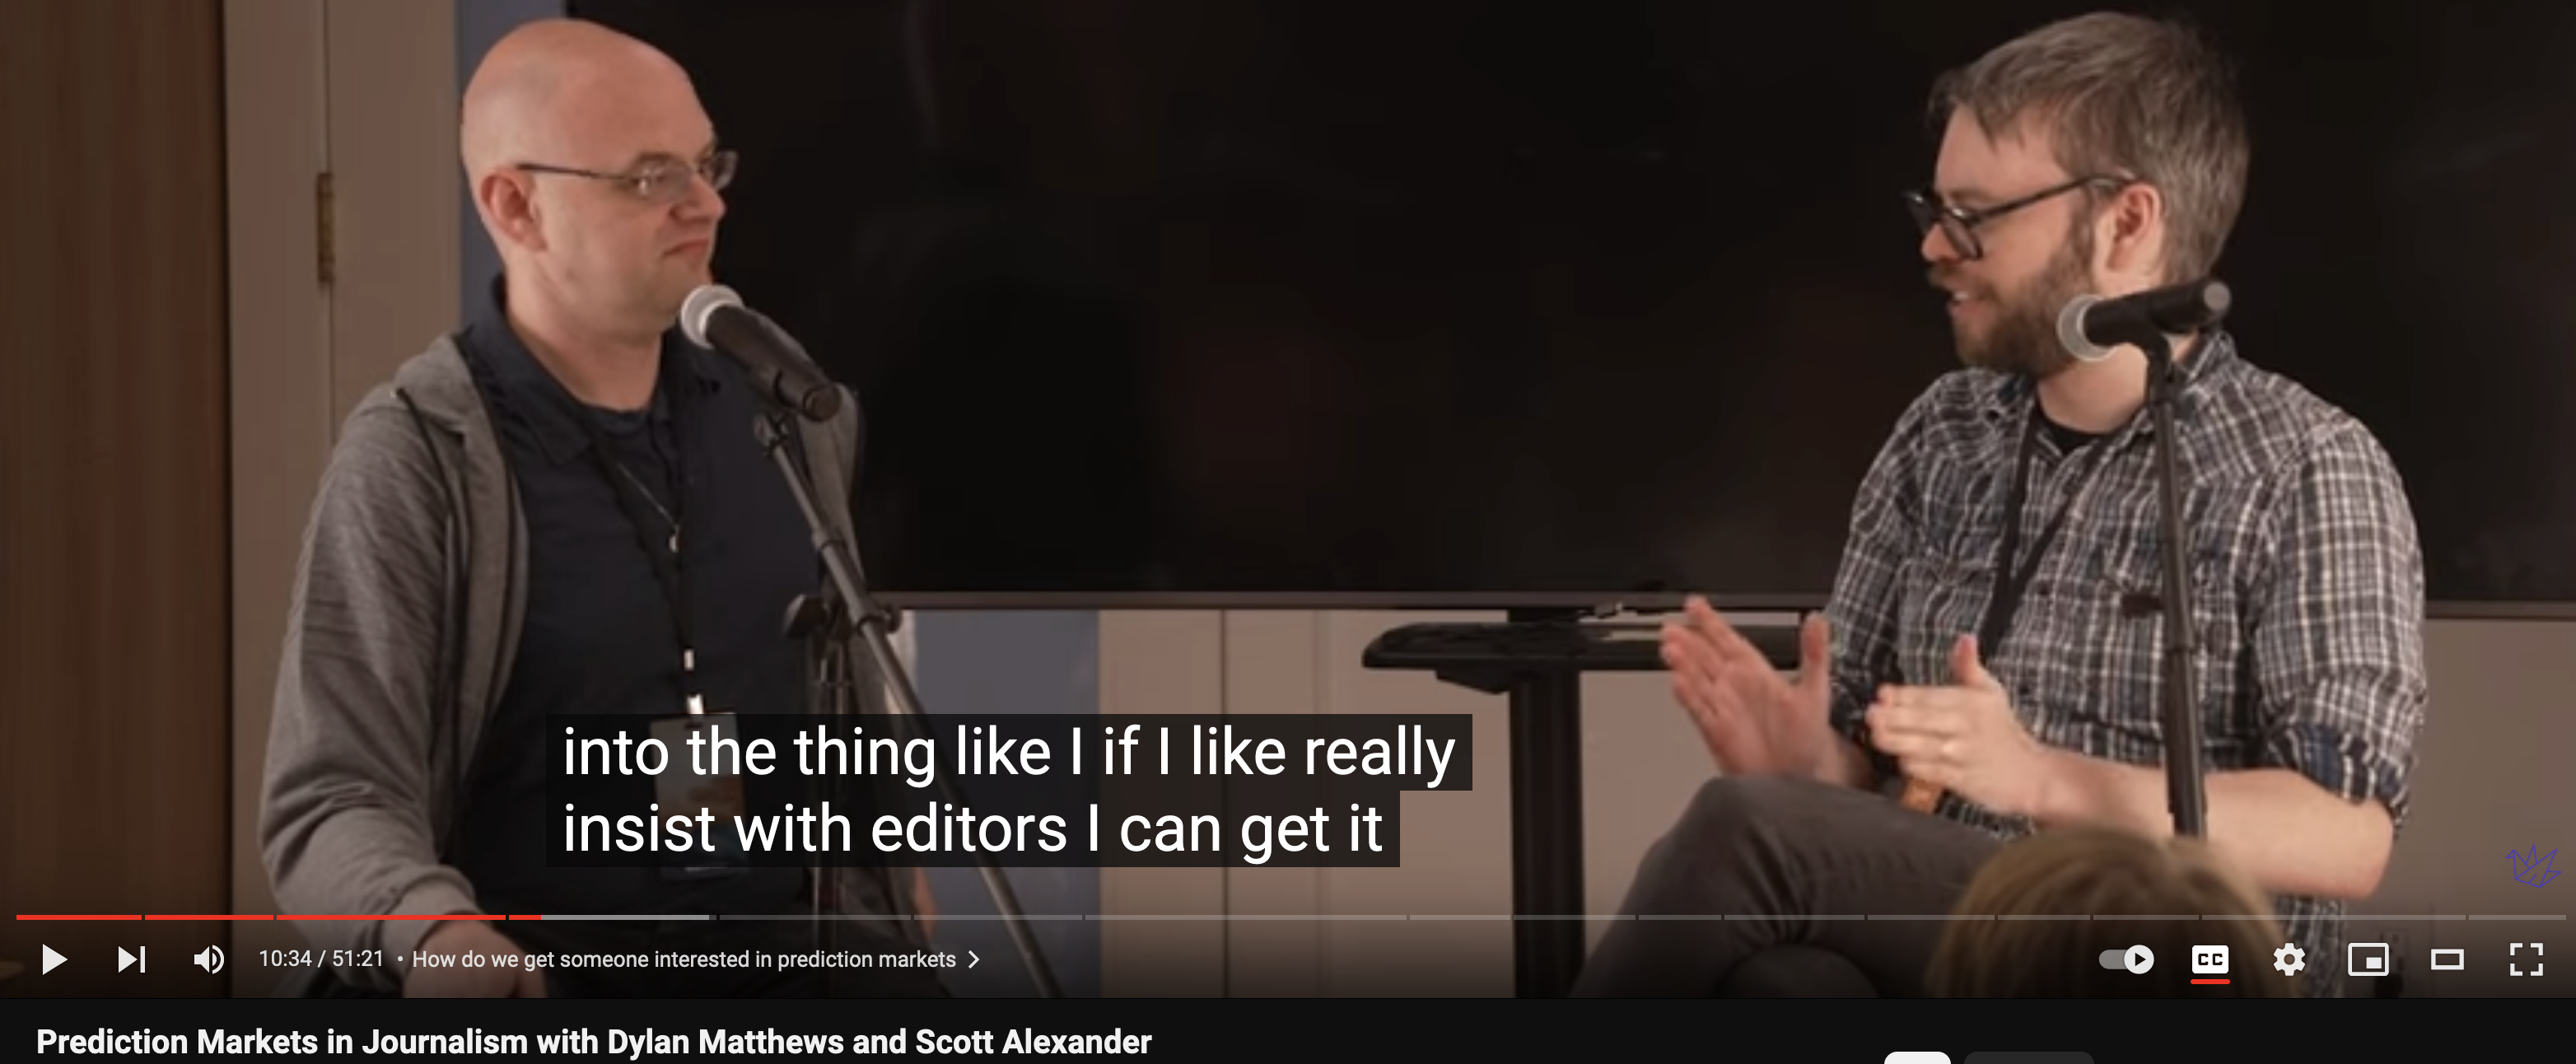 into the thing like I if I like really
insist with editors I can get it
10:34 / 51:21 • How do we get someone interested in prediction markets
CC
Prediction Markets in Journalism with Dylan Matthews and Scott Alexander